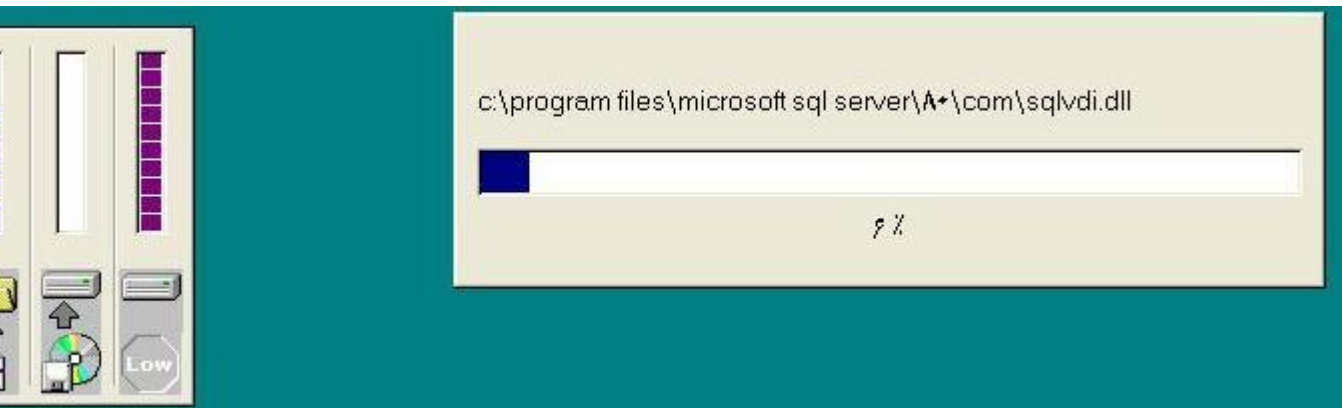 c:\program files\microsoft sql server\۸۰\com\sqlvdi.dll
۶ %
Low